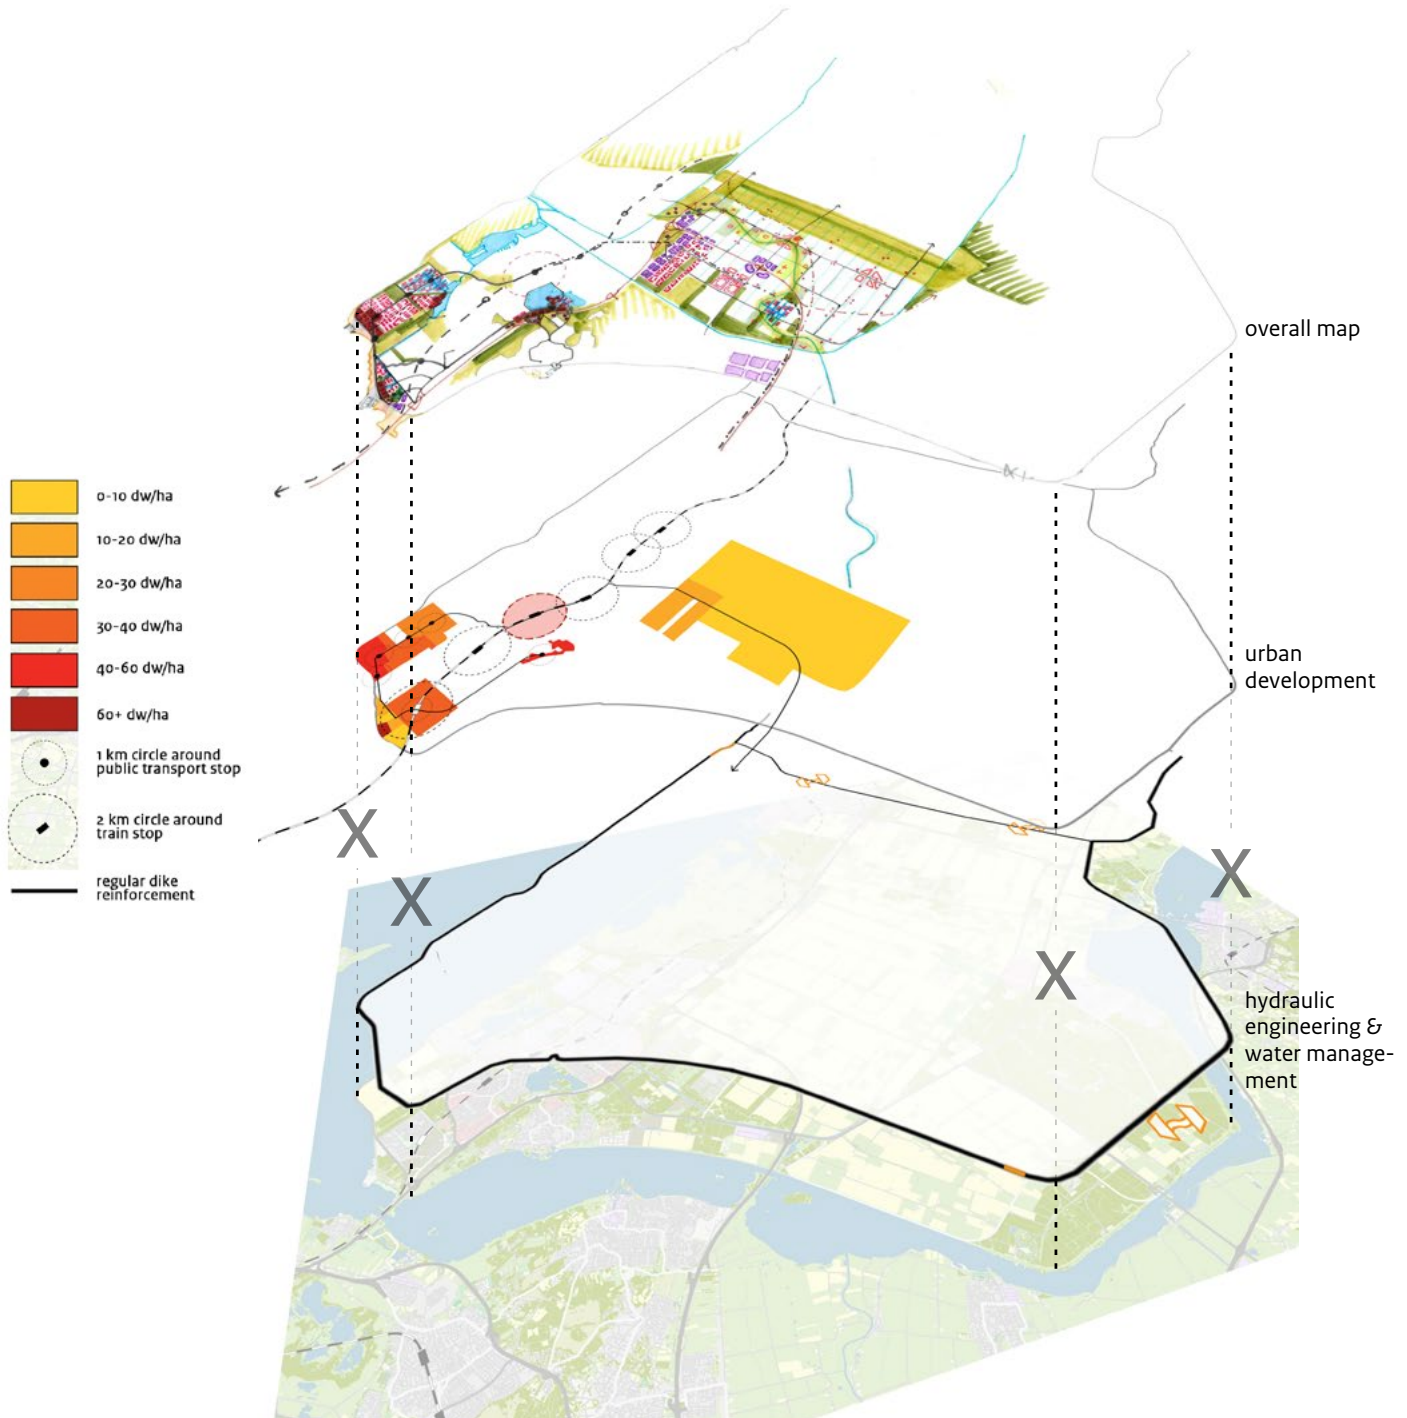 overall map
0-10 dw/ha
10-20 dw/ha
20-30 dw/ha
30-40 dw/ha
40-60 dw/ha
60+ dw/ha
1 km circle around
public transport stop
2 km circle around
train stop
regular dike
reinforcement
urban
development
X
X
X
X
hydraulic
engineering &
water manage-
ment